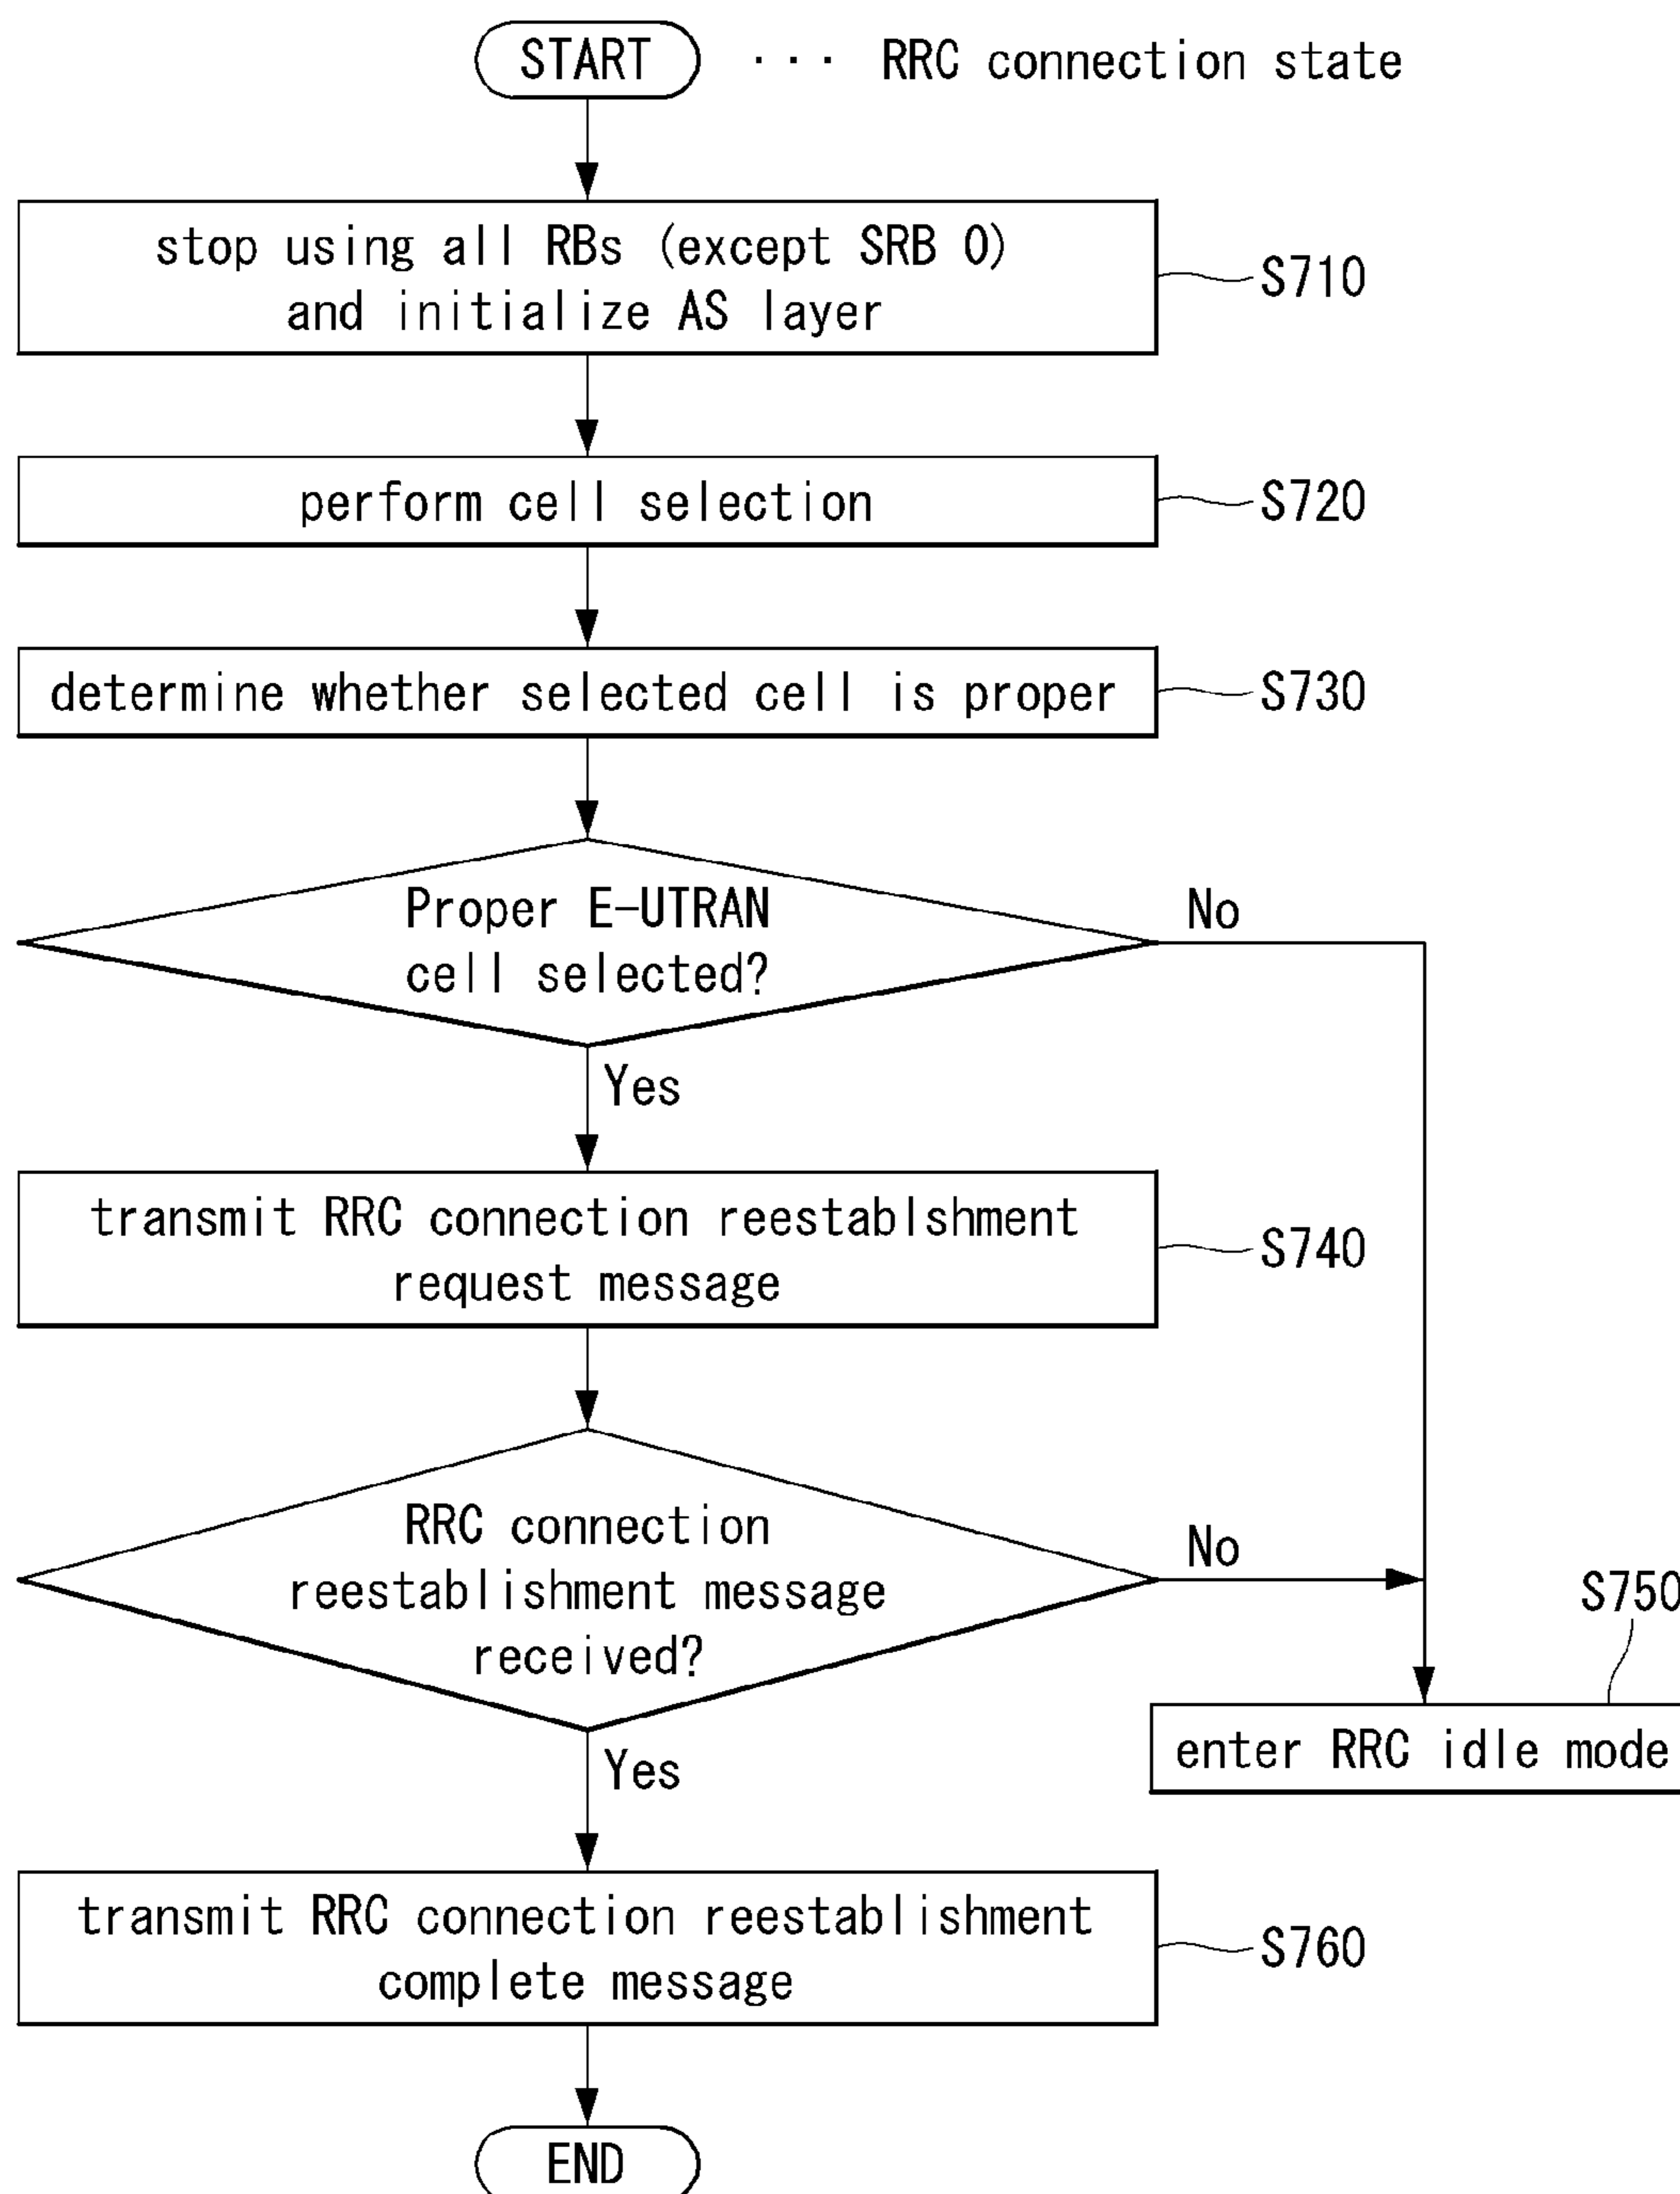 START ··· RRC connection state
stop using all RBs (except SRB 0)
and initialize AS layer
S710
perform cell selection
S720
determine whether selected cell is proper
S730
Proper E-UTRAN
cell selected?
No
Yes
transmit RRC connection reestablshment
request message
S740
RRC connection
reestablishment message
received?
No
S750
enter RRC idle mode
Yes
transmit RRC connection reestablishment
complete message
S760
END